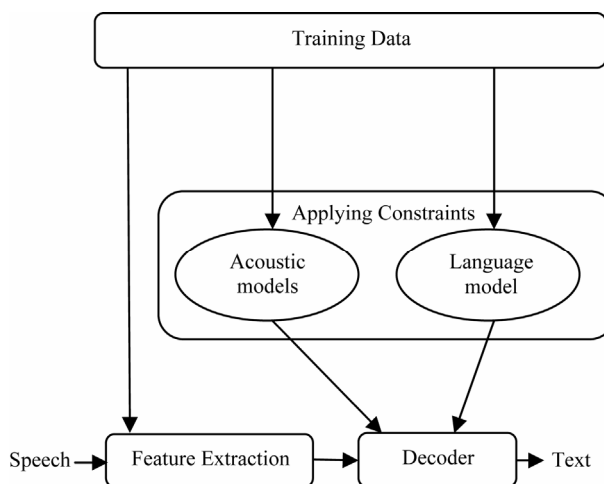 Training Data
Applying Constraints
Acoustic
models
Language
model
Speech
Feature Extraction
Decoder
Text